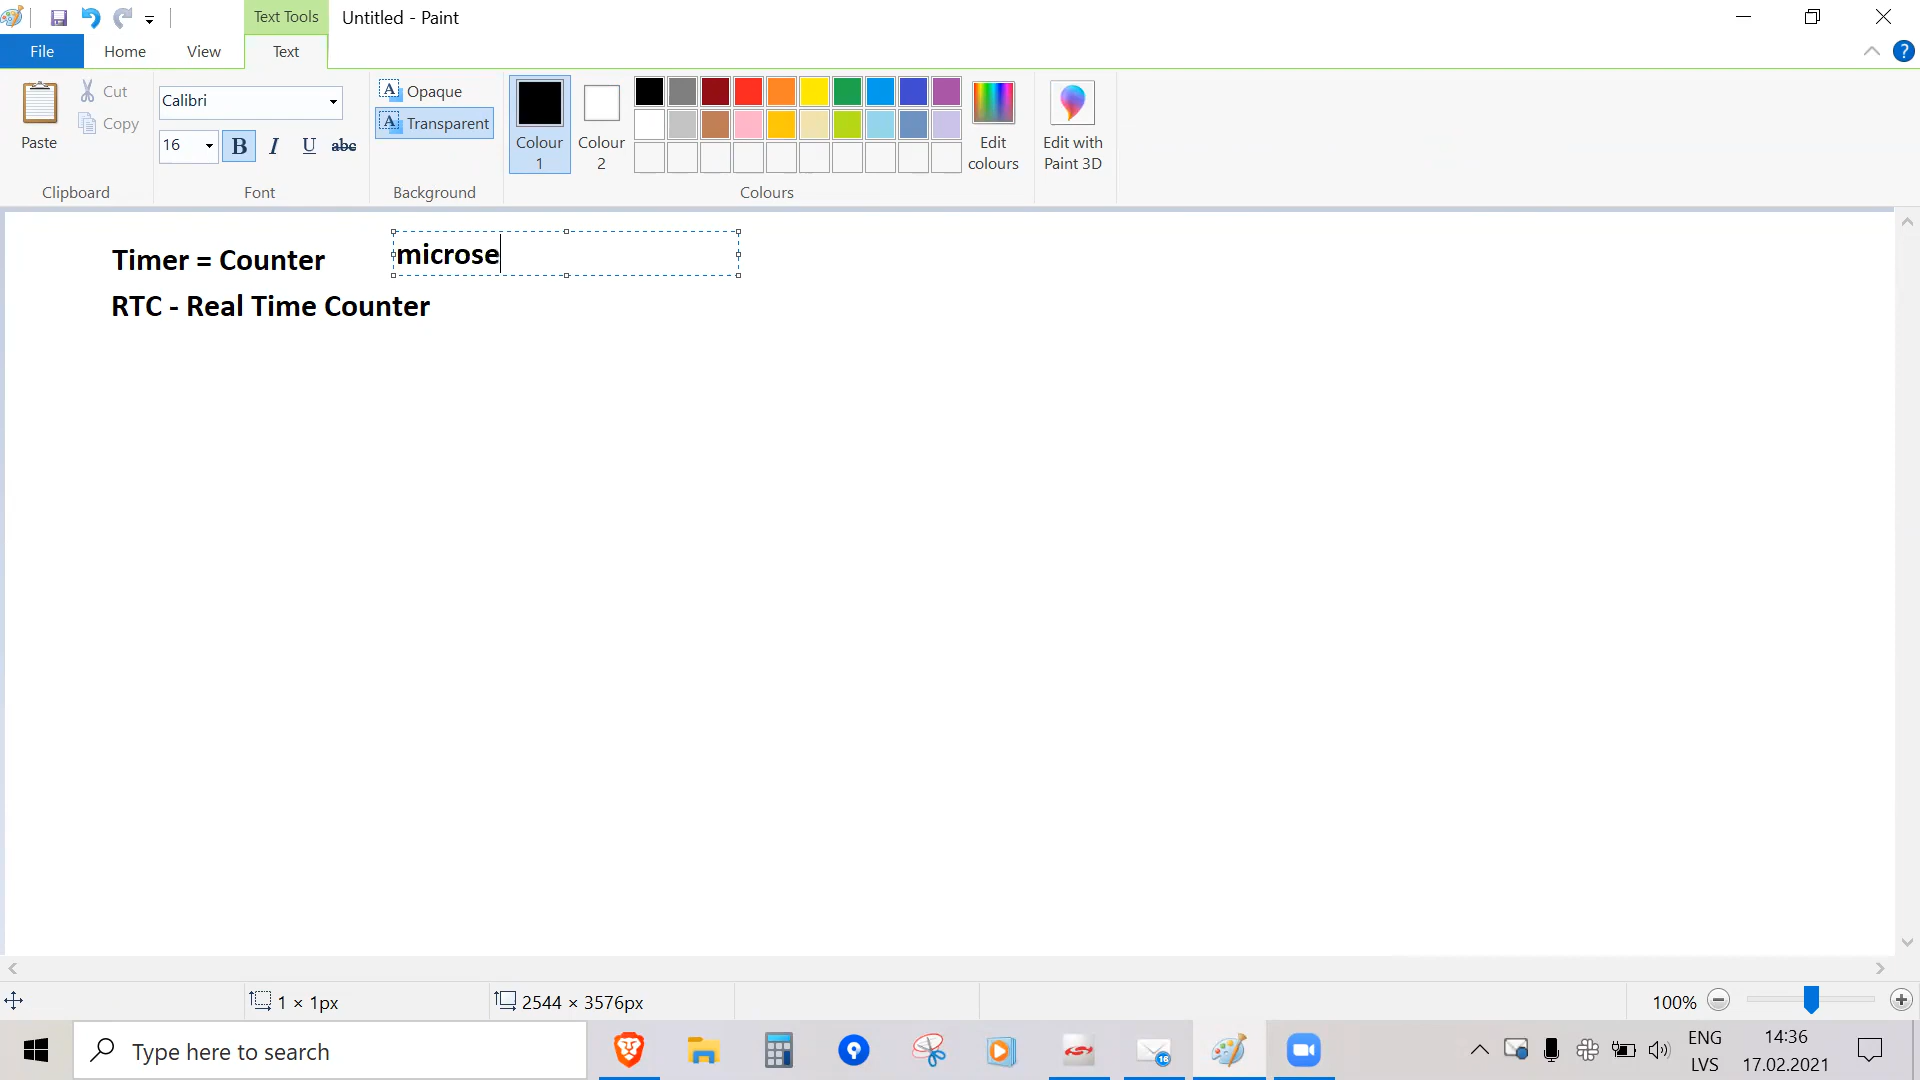 Text Tools
Untitled - Paint
File
Home
View
Text
Paste
Cut
Copy
Calibri
16
B
I
U
abc
A Opaque
A Transparent
Colour 1
Colour 2
Edit colours
Edit with Paint 3D
Clipboard
Font
Background
Colours
microse
Timer = Counter
RTC - Real Time Counter
1 × 1px
2544 × 3576px
100%
Type here to search
16
ENG
LVS
14:36
17.02.2021